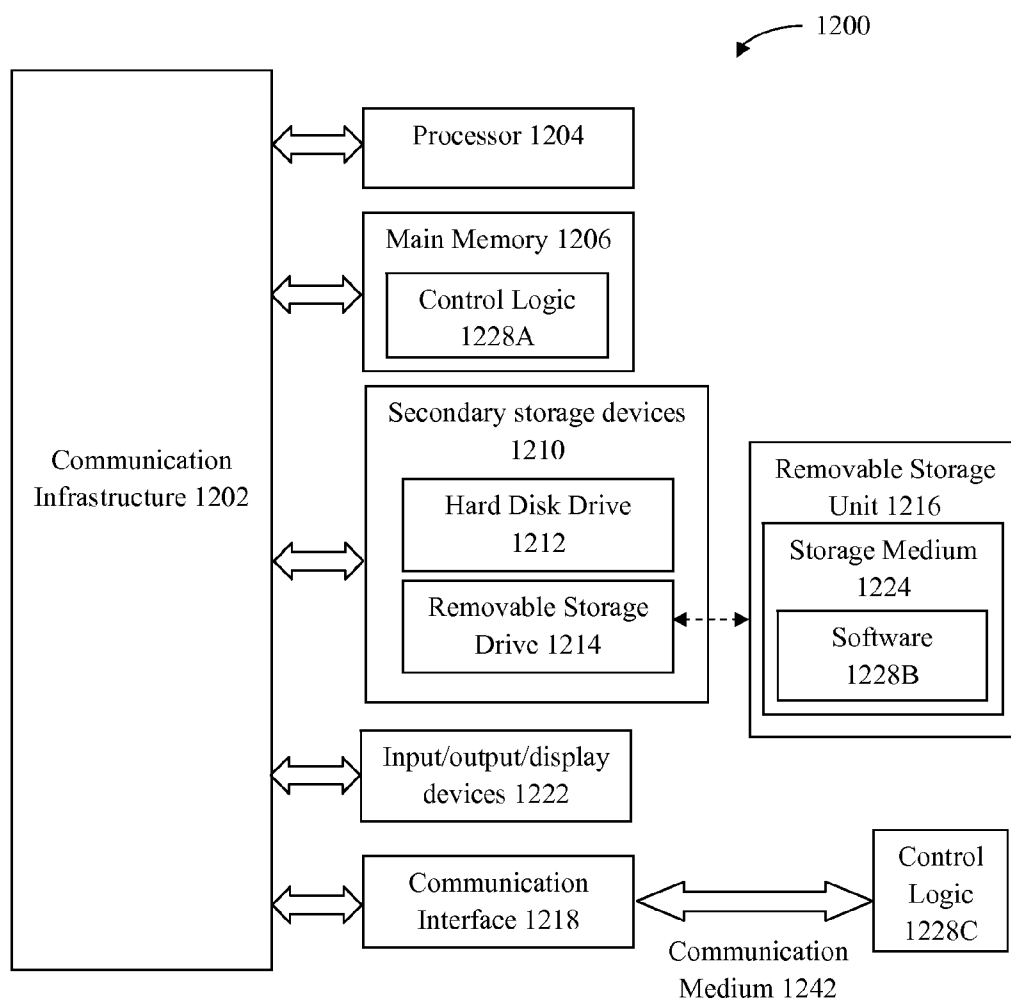 1200
Processor 1204
Main Memory 1206
Control Logic
1228A
Communication
Infrastructure 1202
Secondary storage devices
1210
Hard Disk Drive
1212
Removable Storage
Drive 1214
Removable Storage
Unit 1216
Storage Medium
1224
Software
1228B
Input/output/display
devices 1222
Communication
Interface 1218
Communication
Medium 1242
Control
Logic
1228C